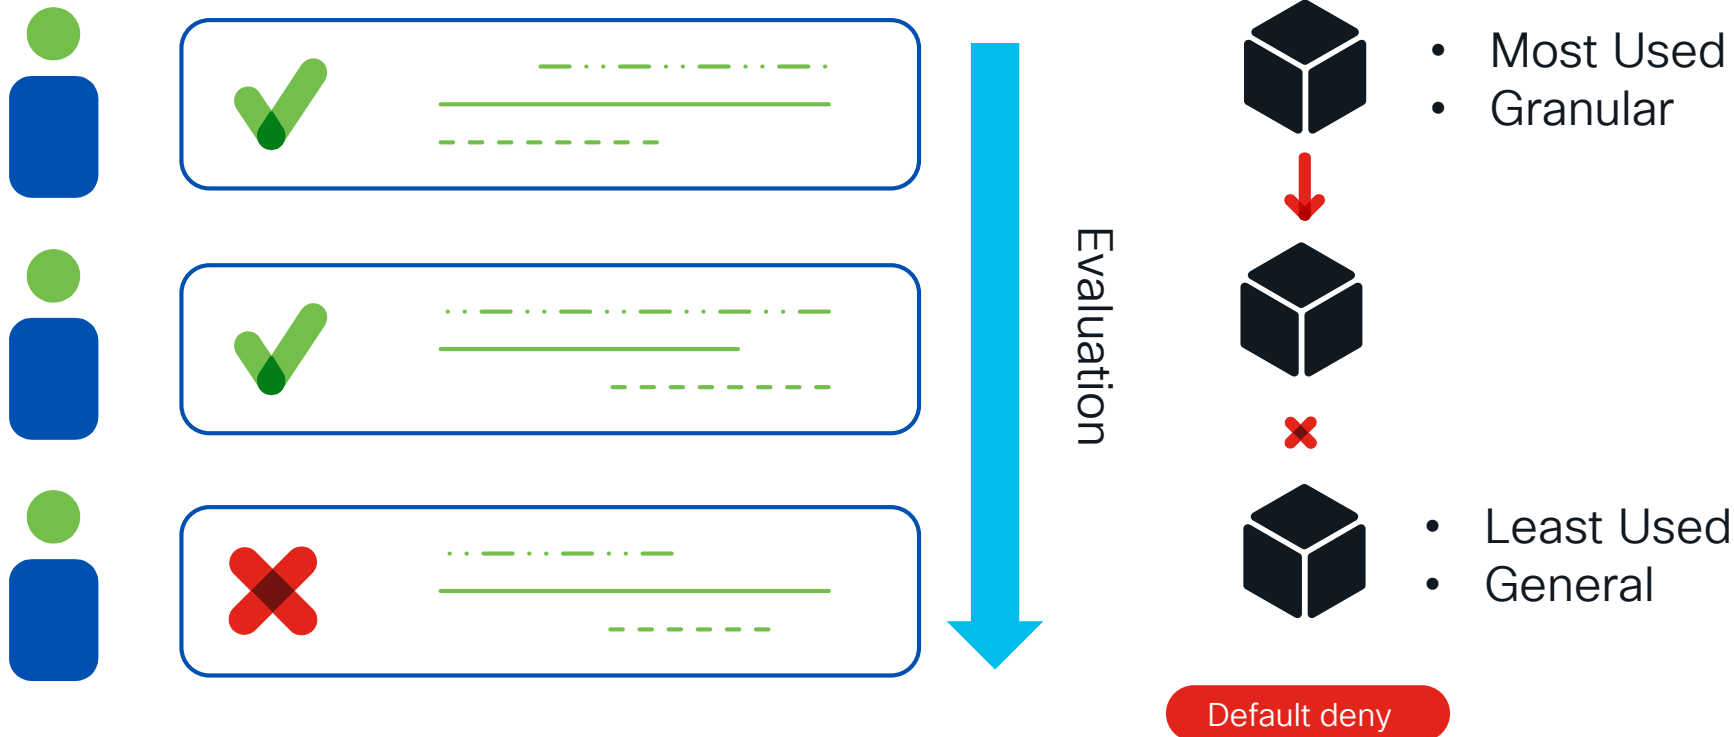 • Most Used
• Granular
Evaluation
• Least Used
• General
Default deny